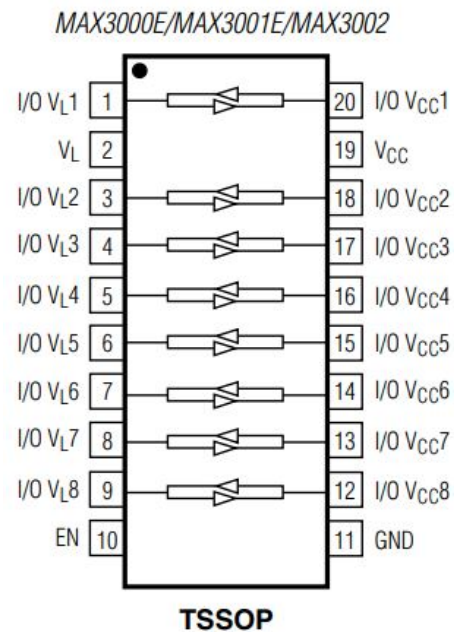 MAX3000E/MAX3001E/MAX3002
I/O VL1 1 20 I/O VCC1
VL 2 19 VCC
I/O VL2 3 18 I/O VCC2
I/O VL3 4 17 I/O VCC3
I/O VL4 5 16 I/O VCC4
I/O VL5 6 15 I/O VCC5
I/O VL6 7 14 I/O VCC6
I/O VL7 8 13 I/O VCC7
I/O VL8 9 12 I/O VCC8
EN 10 11 GND
TSSOP